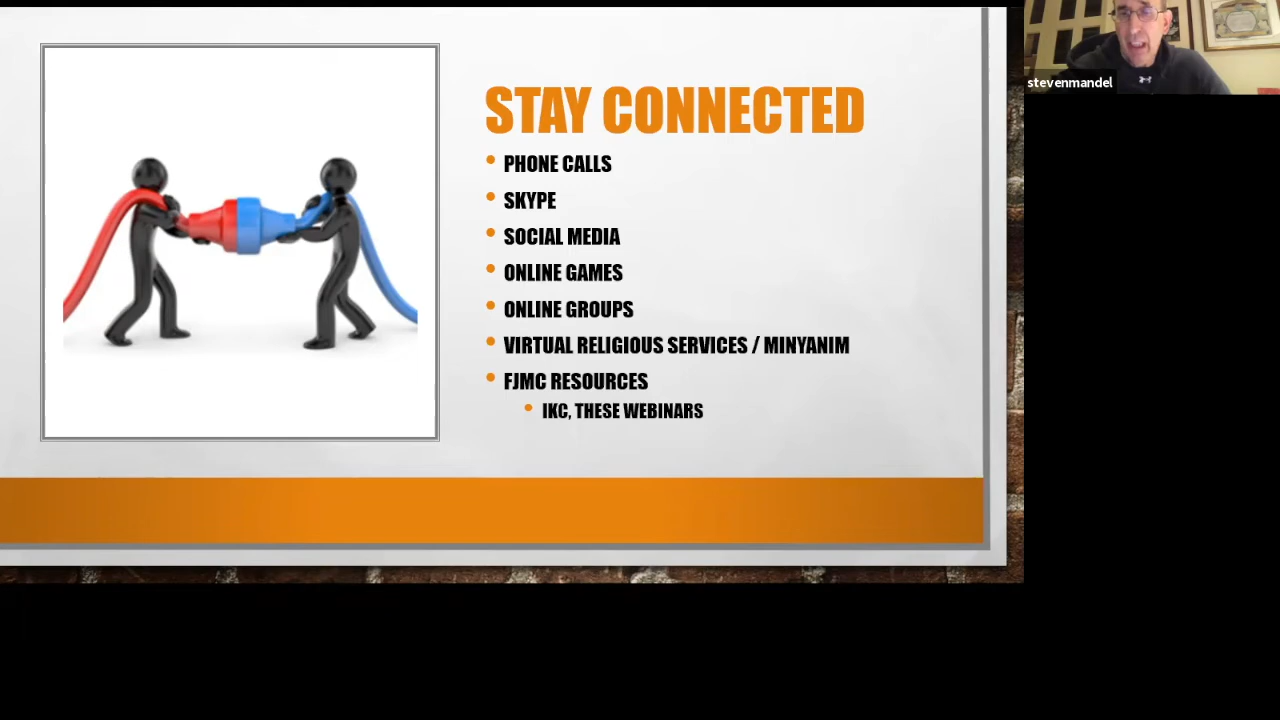 STAY CONNECTED
PHONE CALLS
SKYPE
SOCIAL MEDIA
ONLINE GAMES
ONLINE GROUPS
VIRTUAL RELIGIOUS SERVICES / MINYANIM
FJMC RESOURCES
IKC, THESE WEBINARS
stevenmandel